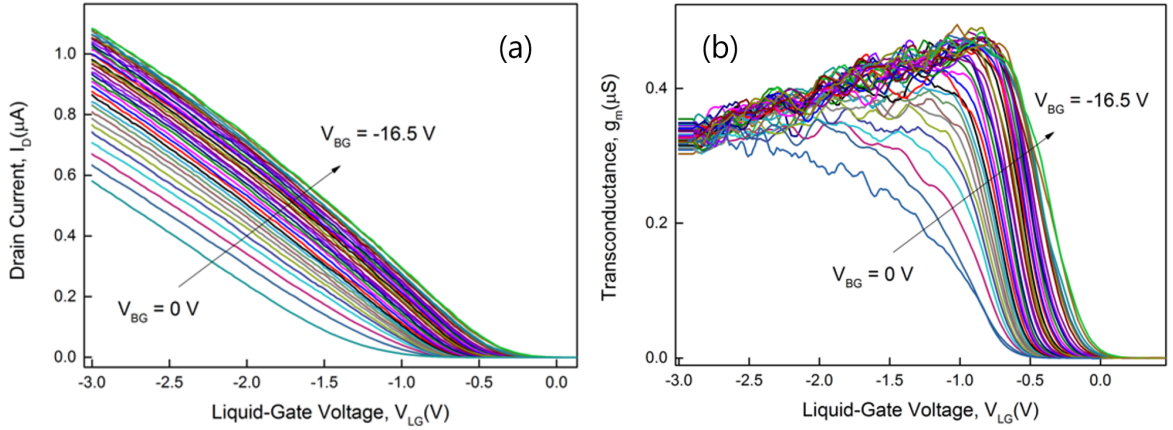 (a)
Drain Current, I_D(μA)
1.0
0.8
0.6
0.4
0.2
0.0
V_BG = -16.5 V
V_BG = 0 V
-3.0 -2.5 -2.0 -1.5 -1.0 -0.5 0.0
Liquid-Gate Voltage, V_LG(V)
(b)
Transconductance, g_m(μS)
0.4
0.2
0.0
V_BG = -16.5 V
V_BG = 0 V
-3.0 -2.5 -2.0 -1.5 -1.0 -0.5 0.0
Liquid-Gate Voltage, V_LG(V)